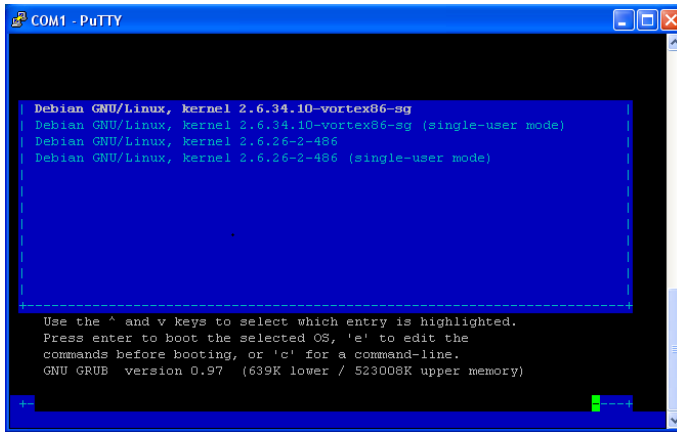 COM1 - PuTTY
Debian GNU/Linux, kernel 2.6.34.10-vortex86-sg
Debian GNU/Linux, kernel 2.6.34.10-vortex86-sg (single-user mode)
Debian GNU/Linux, kernel 2.6.26-2-486
Debian GNU/Linux, kernel 2.6.26-2-486 (single-user mode)
Use the ^ and v keys to select which entry is highlighted.
Press enter to boot the selected OS, 'e' to edit the
commands before booting, or 'c' for a command-line.
GNU GRUB  version 0.97  (639K lower / 523008K upper memory)